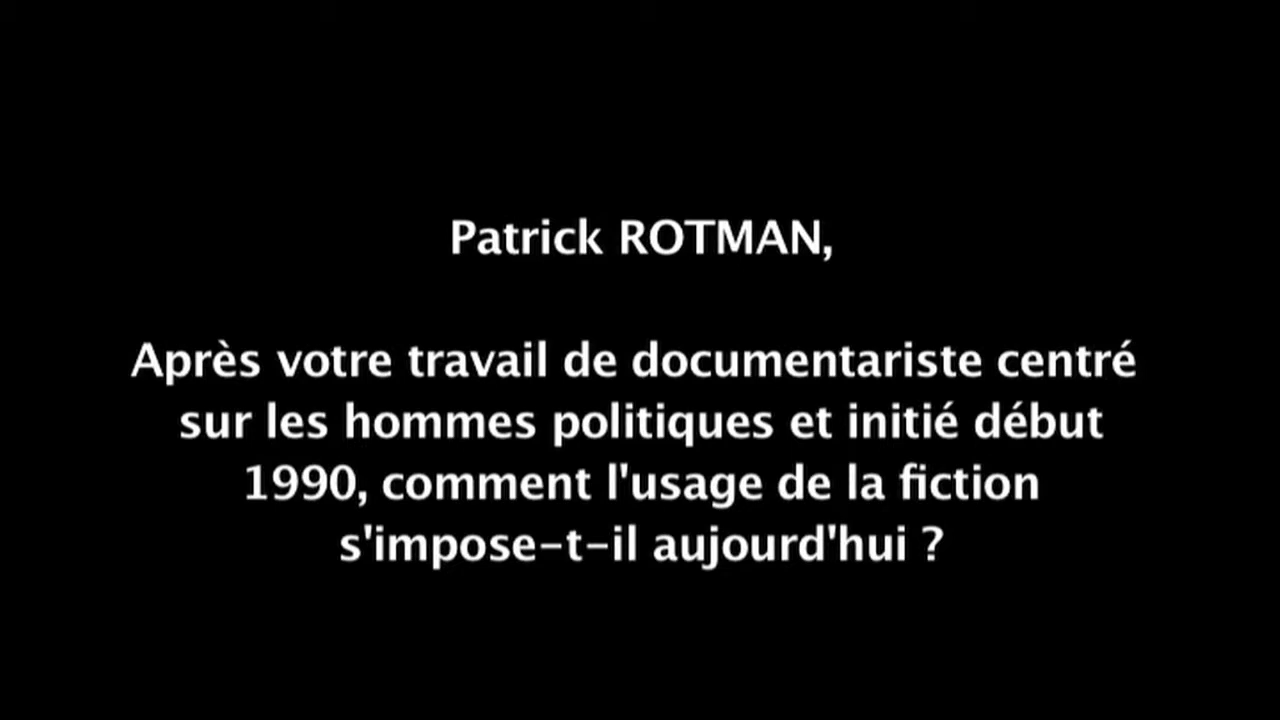 Patrick ROTMAN,
Après votre travail de documentariste centré
sur les hommes politiques et initié début
1990, comment l'usage de la fiction
s'impose-t-il aujourd'hui ?